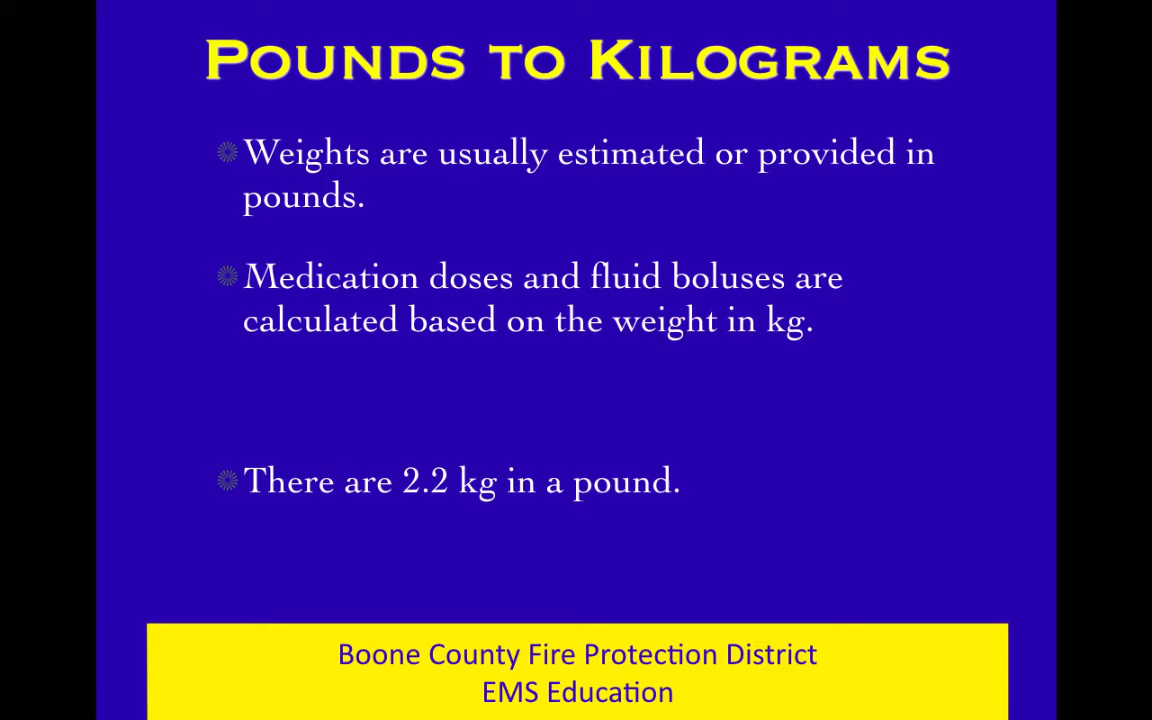 Pounds to Kilograms
Weights are usually estimated or provided in
pounds.
Medication doses and fluid boluses are
calculated based on the weight in kg.
There are 2.2 kg in a pound.
Boone County Fire Protection District
EMS Education